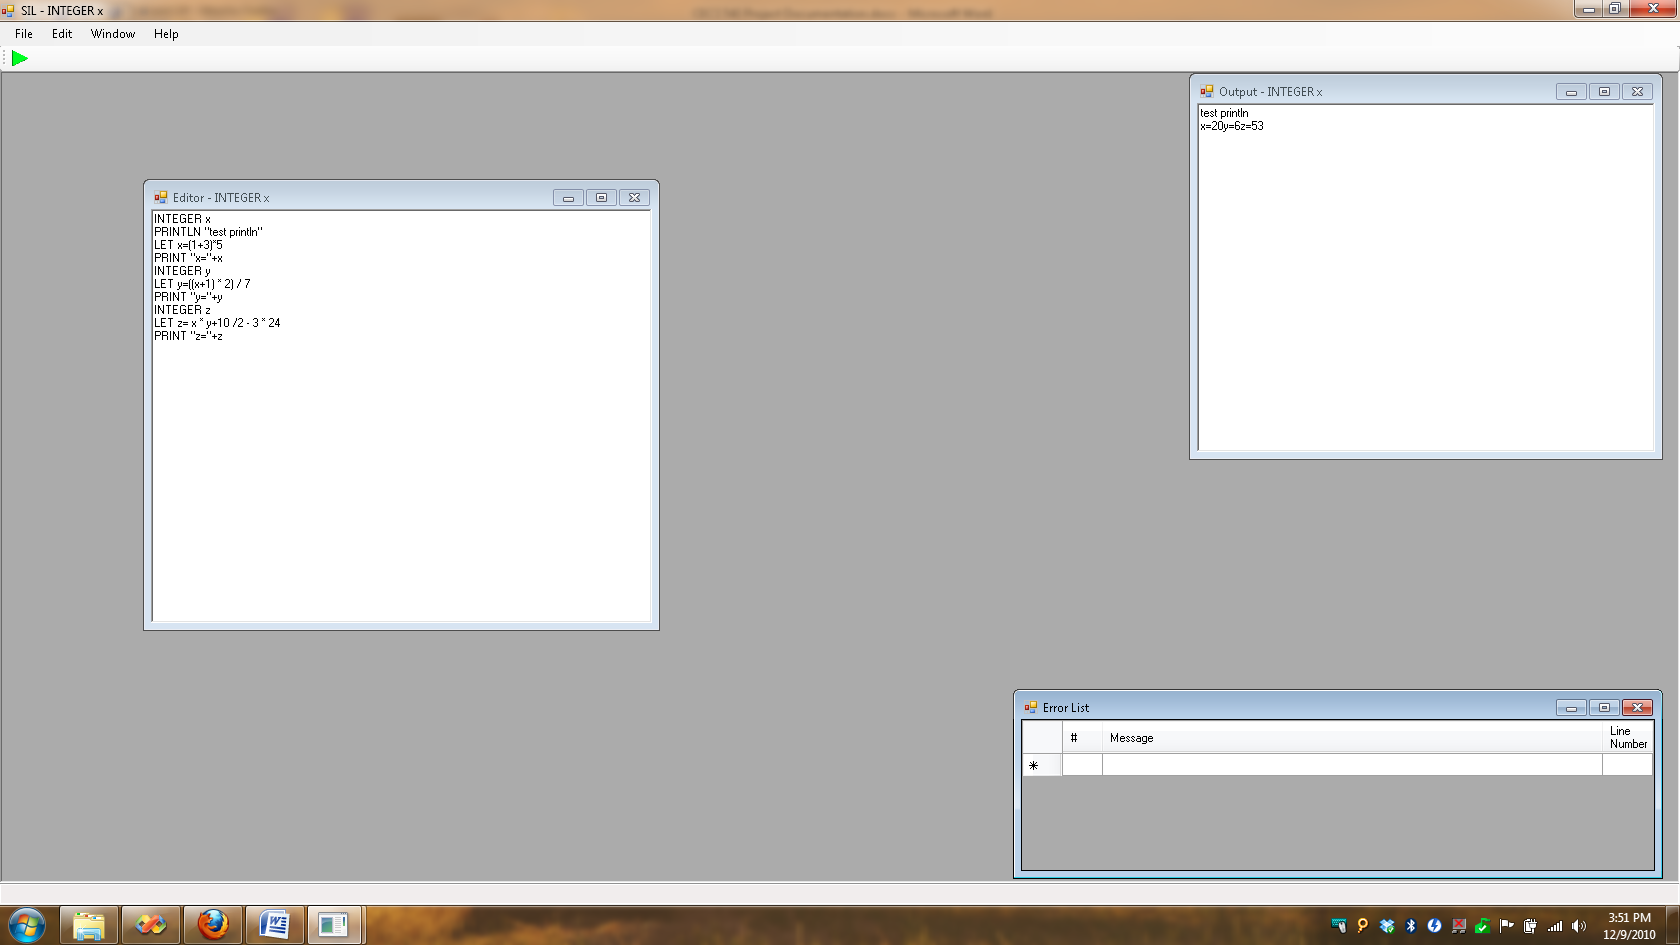 SIL - INTEGER x
File Edit Window Help
Output - INTEGER x
test println
x=20y=6z=53
Editor - INTEGER x
INTEGER x
PRINTLN "test println"
LET x=(1+3)*5
PRINT "x="+x
INTEGER y
LET y=((x+1) * 2) / 7
PRINT "y="+y
INTEGER z
LET z= x * y+10 /2 - 3 * 24
PRINT "z="+z
Error List
# Message Line Number
3:51 PM
12/9/2010